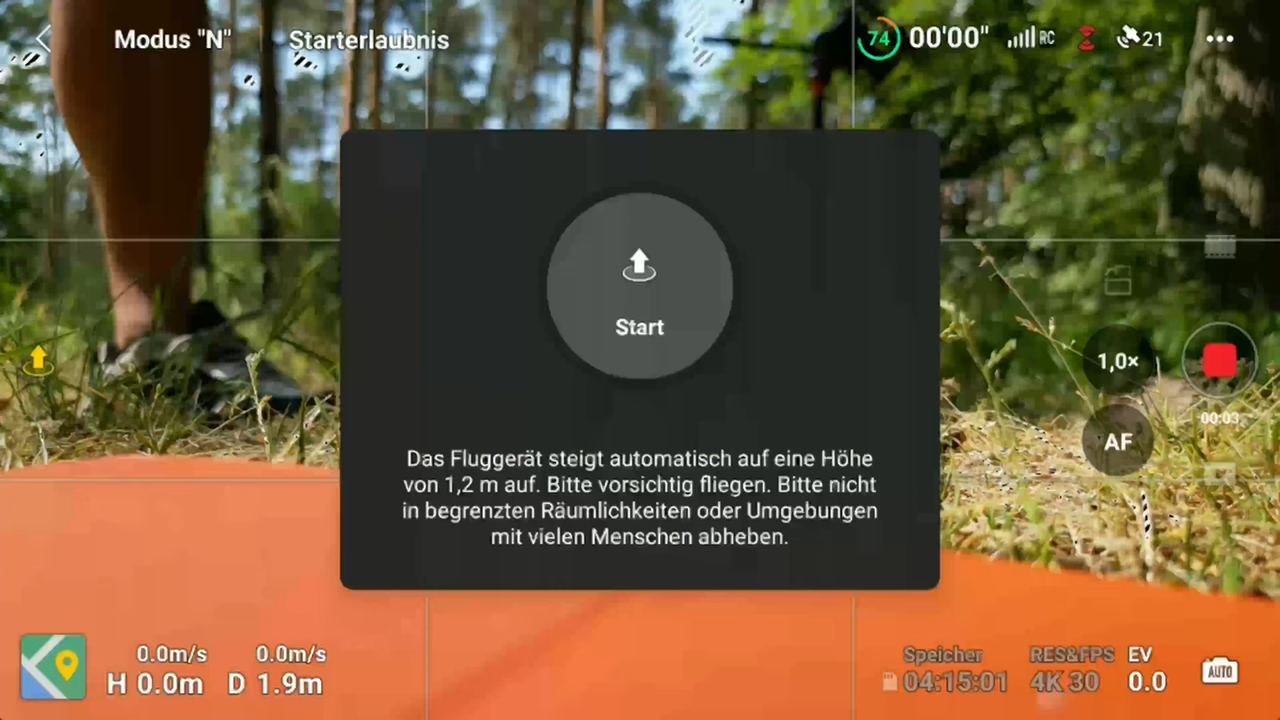 Modus "N"
Starterlaubnis
74
00'00"
RC
21
Start
1,0×
00:03
AF
Das Fluggerät steigt automatisch auf eine Höhe
von 1,2 m auf. Bitte vorsichtig fliegen. Bitte nicht
in begrenzten Räumlichkeiten oder Umgebungen
mit vielen Menschen abheben.
0.0m/s 0.0m/s
H 0.0m D 1.9m
Speicher RES&FPS EV
04:15:01 4K 30 0.0
AUTO